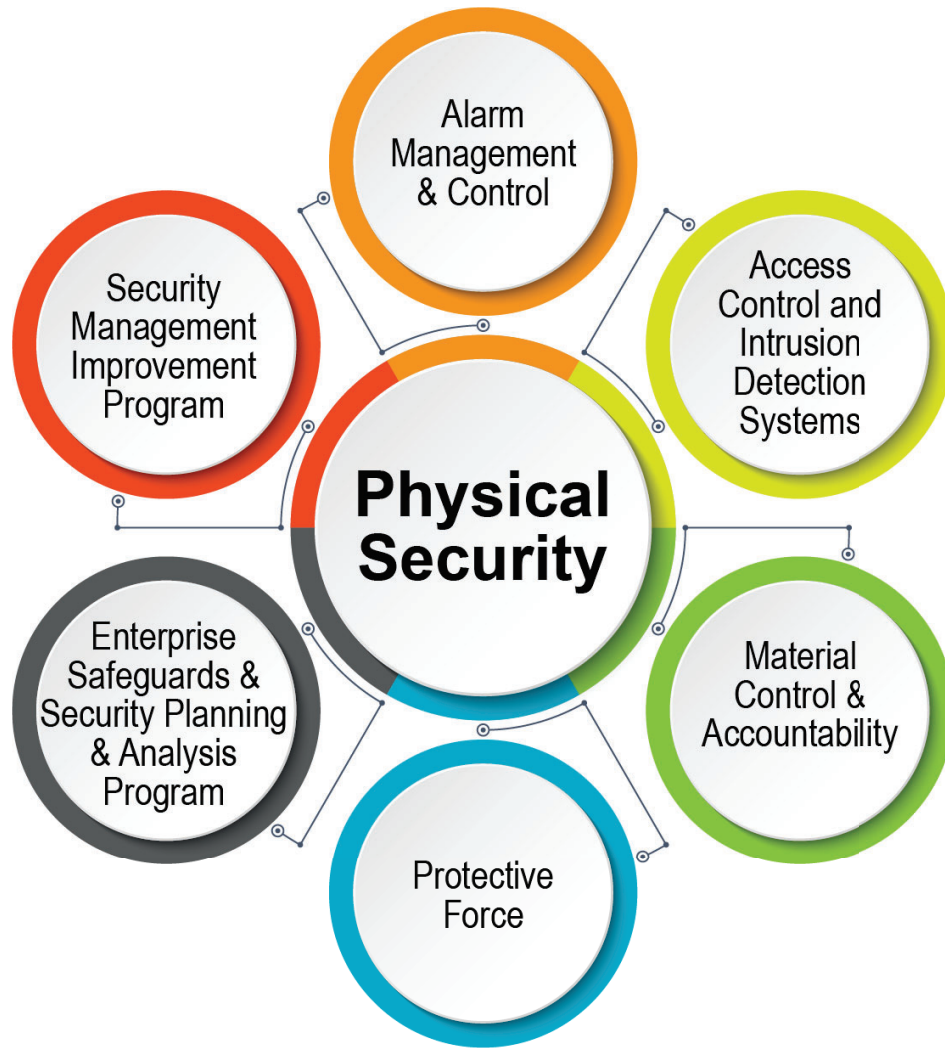 Alarm
Management
& Control
Access
Control and
Intrusion
Detection
Systems
Material
Control &
Accountability
Protective
Force
Enterprise
Safeguards &
Security Planning
& Analysis
Program
Security
Management
Improvement
Program
Physical
Security